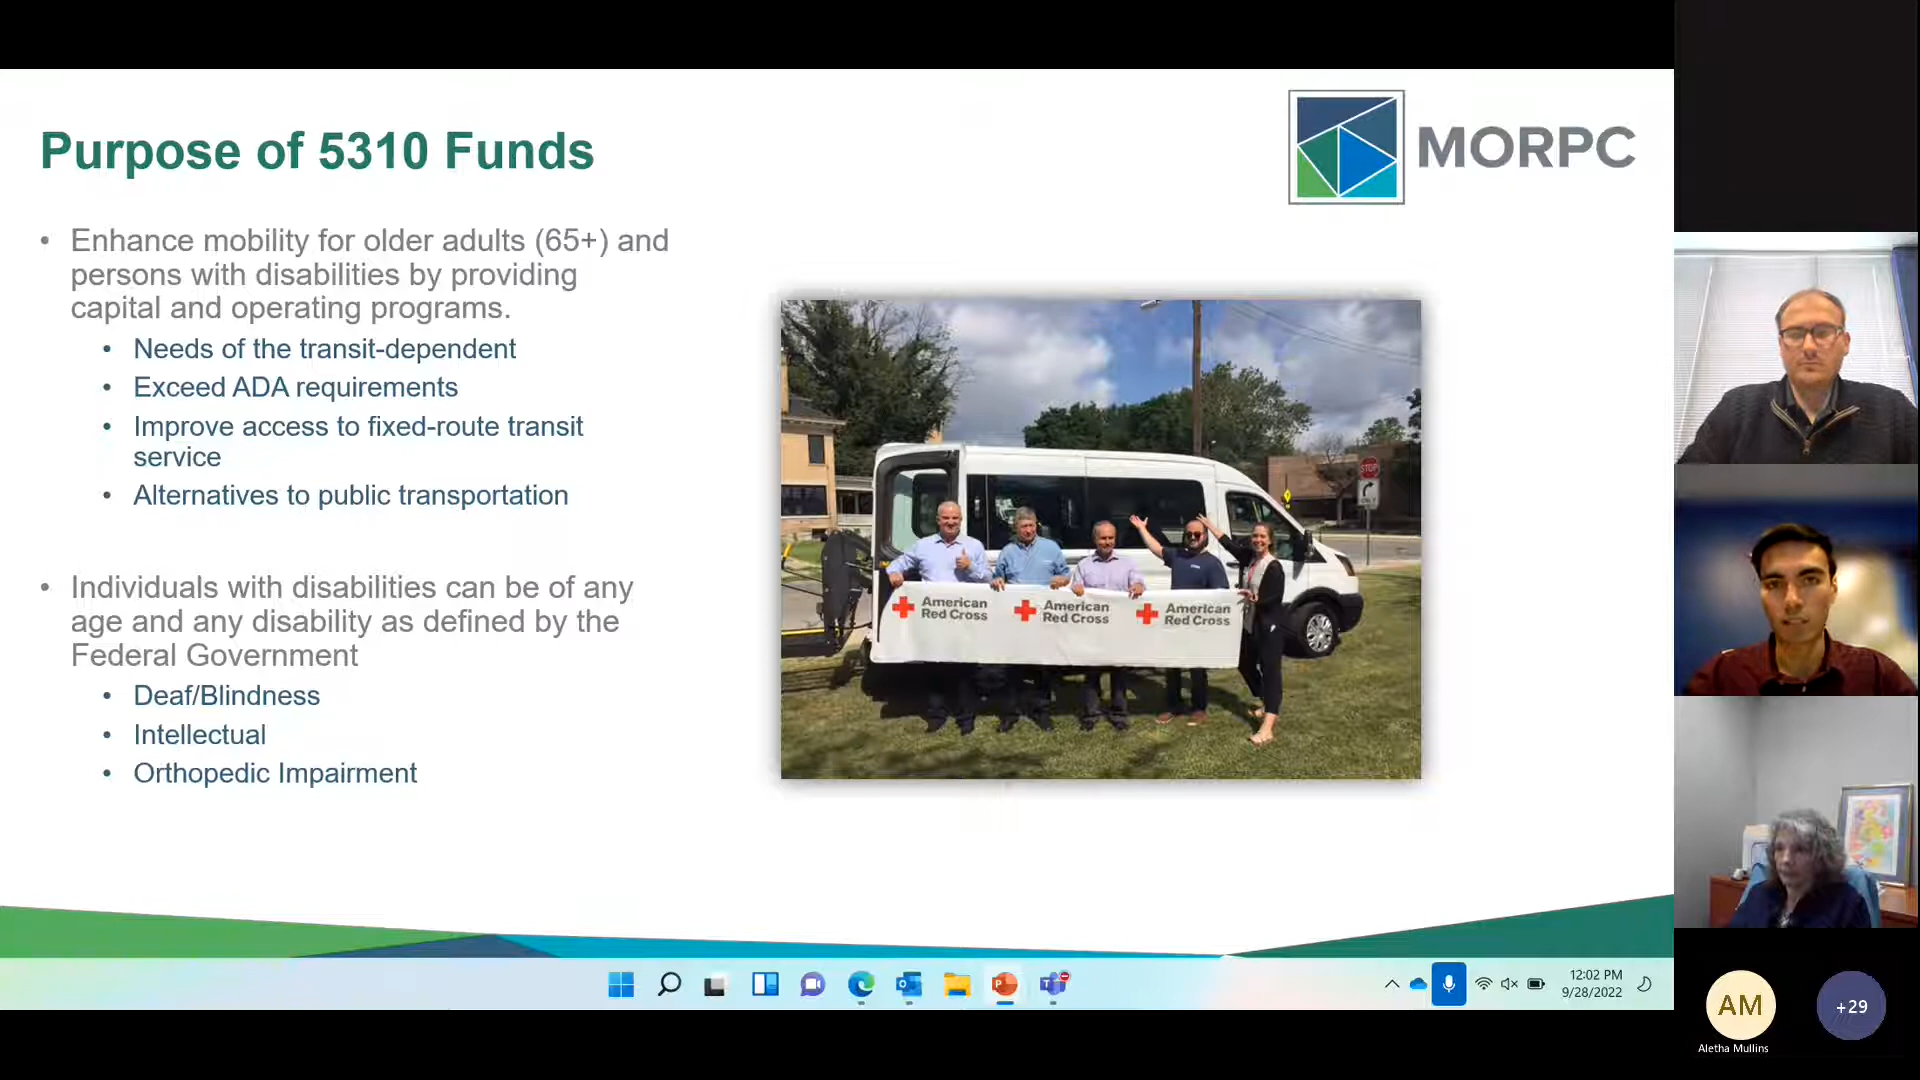 Purpose of 5310 Funds
MORPC
• Enhance mobility for older adults (65+) and
persons with disabilities by providing
capital and operating programs.
• Needs of the transit-dependent
• Exceed ADA requirements
• Improve access to fixed-route transit
service
• Alternatives to public transportation
• Individuals with disabilities can be of any
age and any disability as defined by the
Federal Government
• Deaf/Blindness
• Intellectual
• Orthopedic Impairment
STOP
ONLY
American
Red Cross
American
Red Cross
American
Red Cross
12:02 PM
9/28/2022
AM
+29
Aletha Mullins